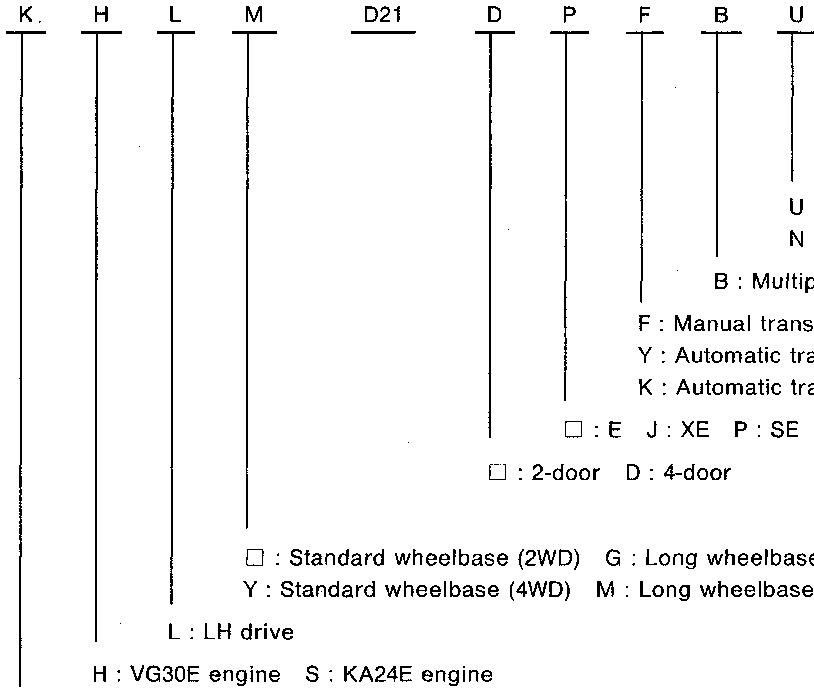 K H L M D21 D P F B U
U
N
B : Multip
F : Manual trans
Y : Automatic tra
K : Automatic tra
□ : E J : XE P : SE
□ : 2-door D : 4-door
□ : Standard wheelbase (2WD) G : Long wheelbase
Y : Standard wheelbase (4WD) M : Long wheelbase
L : LH drive
H : VG30E engine S : KA24E engine